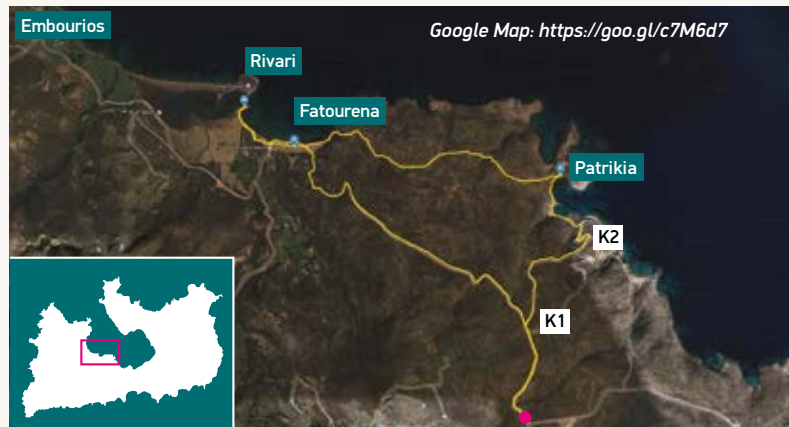 Embourios
Google Map: https://goo.gl/c7M6d7
Rivari
Fatourena
Patrikia
K2
K1